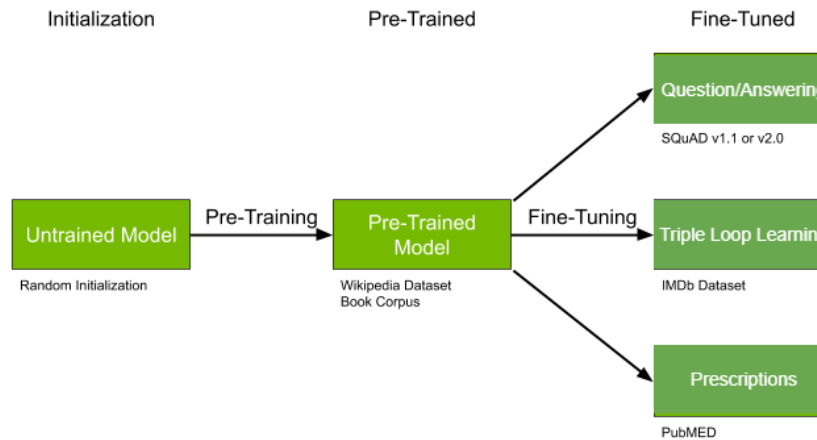 Initialization
Pre-Trained
Fine-Tuned
Question/Answering
SQuAD v1.1 or v2.0
Untrained Model
Pre-Training
Pre-Trained
Model
Fine-Tuning
Triple Loop Learnin
Random Initialization
Wikipedia Dataset
Book Corpus
IMDb Dataset
Prescriptions
PubMED